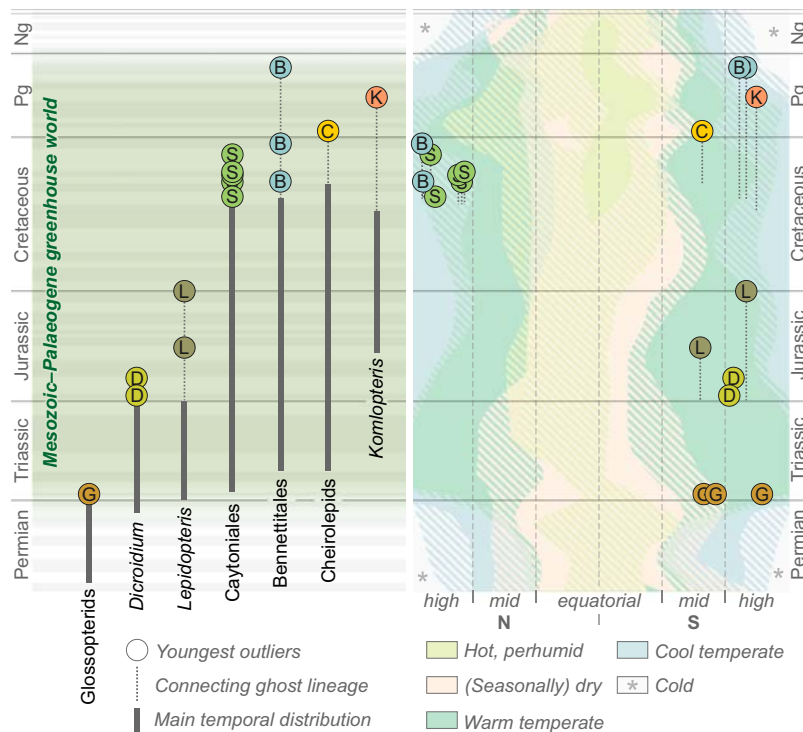 Ng
Pg
Cretaceous
Jurassic
Triassic
Permian
Mesozoic–Palaeogene greenhouse world
B
K
C
B
S
S
B
S
S
L
L
D
D
G
Glossopterids
Dicroidium
Lepidopteris
Caytoniales
Bennettitales
Cheirolepids
Komlopteris
*
*
B
K
C
B
S
S
S
B
S
L
L
D
D
G
G
G
*
*
Ng
Pg
Cretaceous
Jurassic
Triassic
Permian
high mid equatorial mid high
N S
Youngest outliers
Connecting ghost lineage
Main temporal distribution
Hot, perhumid
(Seasonally) dry
Warm temperate
Cool temperate
* Cold